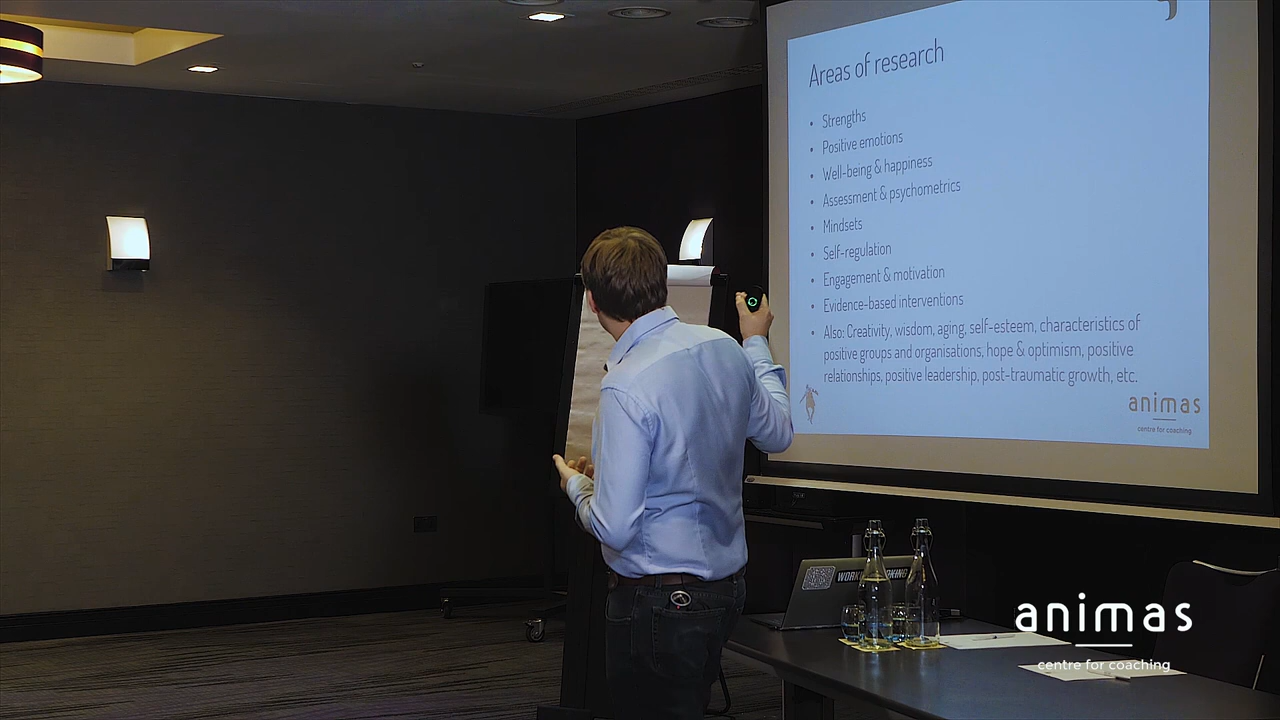 Areas of research
• Strengths
• Positive emotions
• Well-being & happiness
• Assessment & psychometrics
• Mindsets
• Self-regulation
• Engagement & motivation
• Evidence-based interventions
• Also: Creativity, wisdom, aging, self-esteem, characteristics of
positive groups and organisations, hope & optimism, positive
relationships, positive leadership, post-traumatic growth, etc.
animas
centre for coaching
animas
centre for coaching